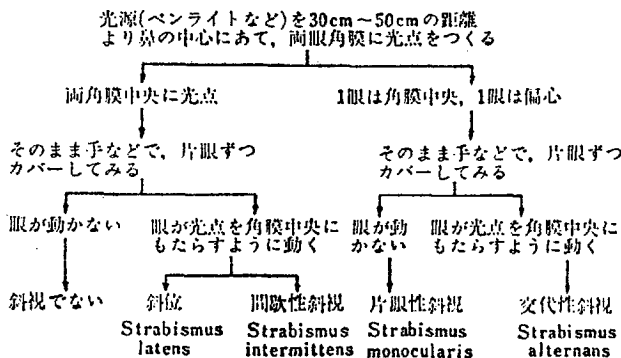 光源(ペンライトなど)を30cm～50cmの距離
より鼻の中心にあて，両眼角膜に光点をつくる
両角膜中央に光点
1眼は角膜中央，1眼は偏心
そのまま手などで，片眼ずつ
カバーしてみる
そのまま手などで，片眼ずつ
カバーしてみる
眼が動かない
眼が光点を角膜中央に
もたらすように動く
眼が動
かない
眼が光点を角膜中央に
もたらすように動く
斜視でない
斜位
Strabismus
latens
間歇性斜視
Strabismus
intermittens
片眼性斜視
Strabismus
monocularis
交代性斜視
Strabismus
alternans